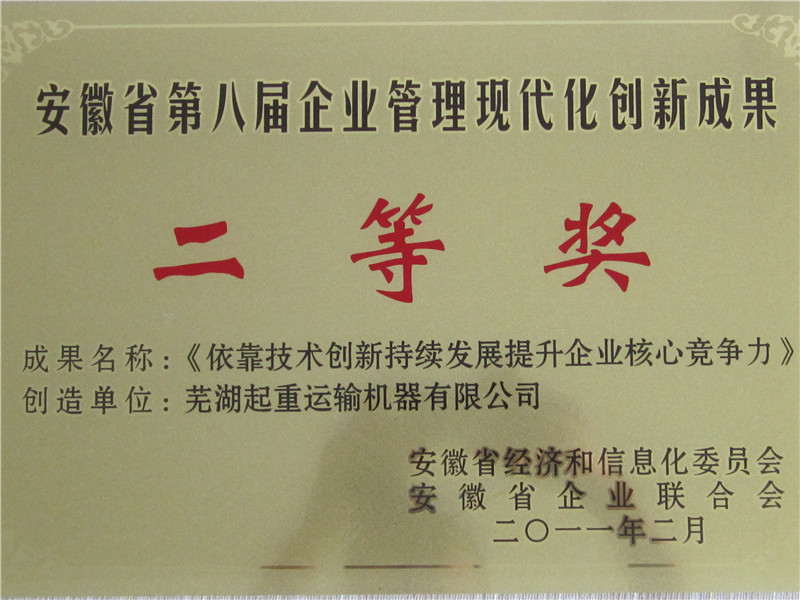 安徽省第八届企业管理现代化创新成果
二等奖
成果名称:《依靠技术创新持续发展提升企业核心竞争力》
创造单位:芜湖起重运输机器有限公司
安徽省经济和信息化委员会
安徽省企业联合会
二〇一一年二月